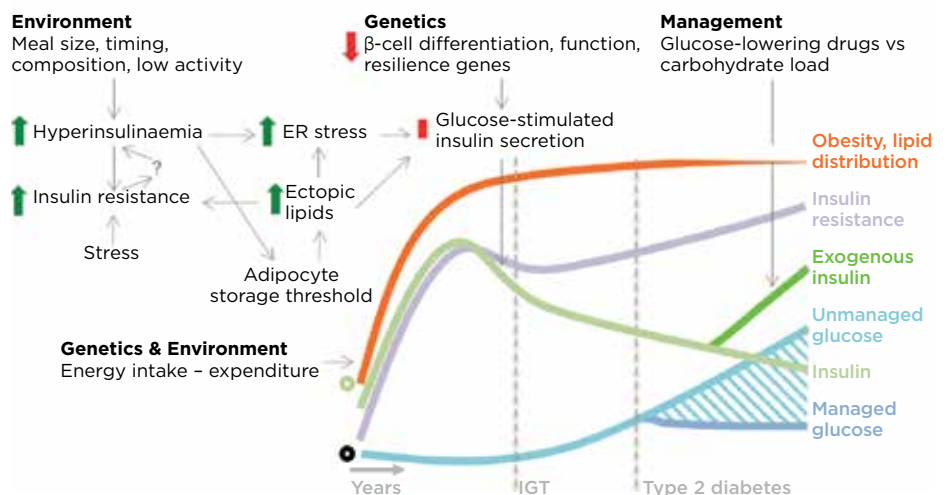 Environment
Meal size, timing,
composition, low activity
Genetics
β-cell differentiation, function,
resilience genes
Management
Glucose-lowering drugs vs
carbohydrate load
Hyperinsulinaemia
ER stress
Glucose-stimulated
insulin secretion
?
Insulin resistance
Ectopic
lipids
Stress
Adipocyte
storage threshold
Genetics & Environment
Energy intake – expenditure
Obesity, lipid
distribution
Insulin
resistance
Exogenous
insulin
Unmanaged
glucose
Insulin
Managed
glucose
Years
IGT
Type 2 diabetes